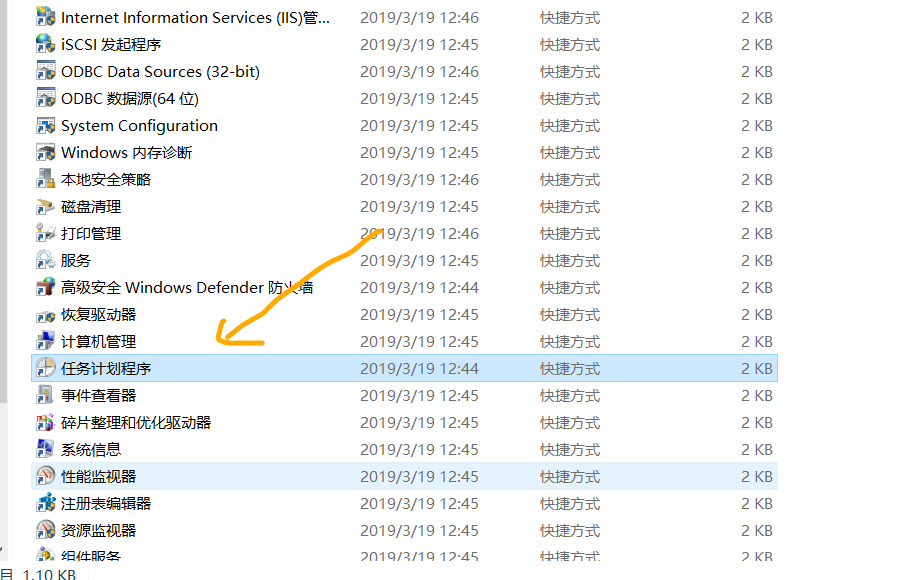 Internet Information Services (IIS)管... 2019/3/19 12:46 快捷方式 2 KB
iSCSI 发起程序 2019/3/19 12:45 快捷方式 2 KB
ODBC Data Sources (32-bit) 2019/3/19 12:46 快捷方式 2 KB
ODBC 数据源(64 位) 2019/3/19 12:45 快捷方式 2 KB
System Configuration 2019/3/19 12:45 快捷方式 2 KB
Windows 内存诊断 2019/3/19 12:45 快捷方式 2 KB
本地安全策略 2019/3/19 12:46 快捷方式 2 KB
磁盘清理 2019/3/19 12:45 快捷方式 2 KB
打印管理 2019/3/19 12:46 快捷方式 2 KB
服务 2019/3/19 12:45 快捷方式 2 KB
高级安全 Windows Defender 防火墙 2019/3/19 12:44 快捷方式 2 KB
恢复驱动器 2019/3/19 12:45 快捷方式 2 KB
计算机管理 2019/3/19 12:45 快捷方式 2 KB
任务计划程序 2019/3/19 12:44 快捷方式 2 KB
事件查看器 2019/3/19 12:45 快捷方式 2 KB
碎片整理和优化驱动器 2019/3/19 12:45 快捷方式 2 KB
系统信息 2019/3/19 12:45 快捷方式 2 KB
性能监视器 2019/3/19 12:45 快捷方式 2 KB
注册表编辑器 2019/3/19 12:45 快捷方式 2 KB
资源监视器 2019/3/19 12:45 快捷方式 2 KB
组件服务 2019/3/19 12:45 快捷方式 2 KB
1.10 KB